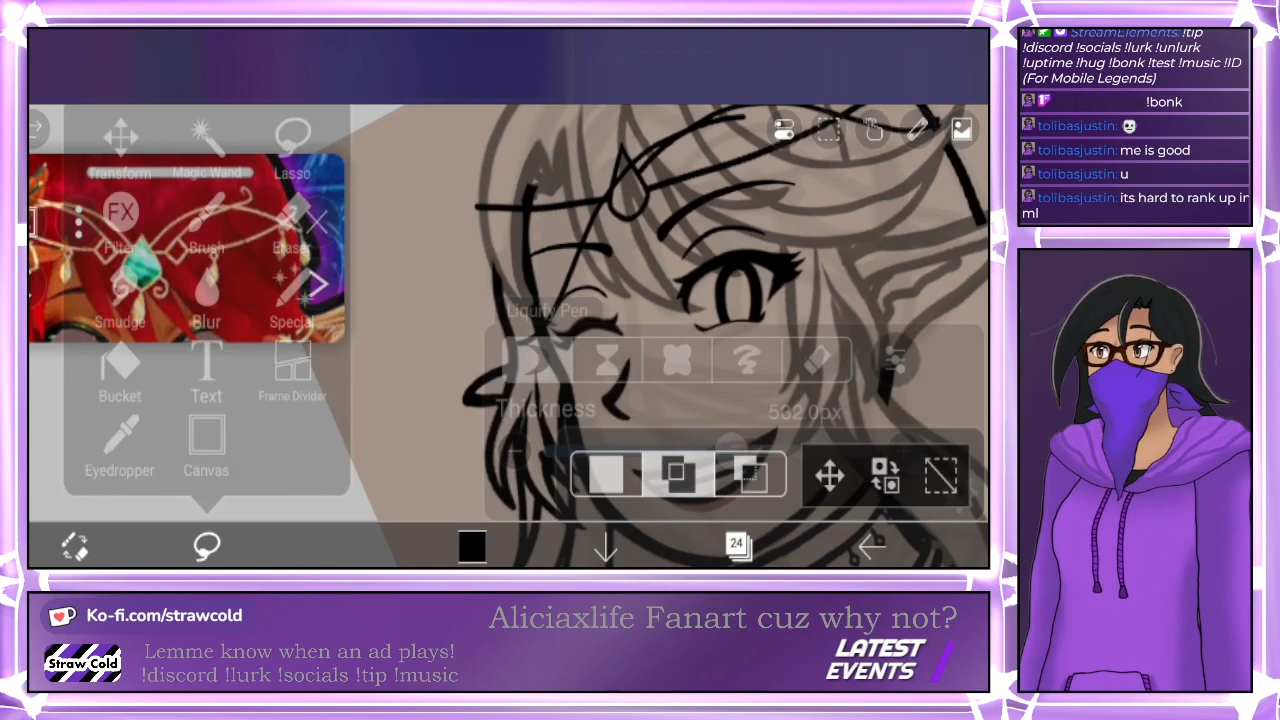 Transform Magic Wand Lasso
FX
Filter Brush Eraser
Smudge Blur Special
Bucket Text Frame Divider
Eyedropper Canvas
Liquify Pen
Thickness 532.0px
24
StreamElements: !tip
!discord !socials !lurk !unlurk
!uptime !hug !bonk !test !music !ID
(For Mobile Legends)
!bonk
tolibasjustin:
tolibasjustin: me is good
tolibasjustin: u
tolibasjustin: its hard to rank up in
ml
Ko-fi.com/strawcold
Aliciaxlife Fanart cuz why not?
Straw Cold
Lemme know when an ad plays!
!discord !lurk !socials !tip !music
LATEST
EVENTS